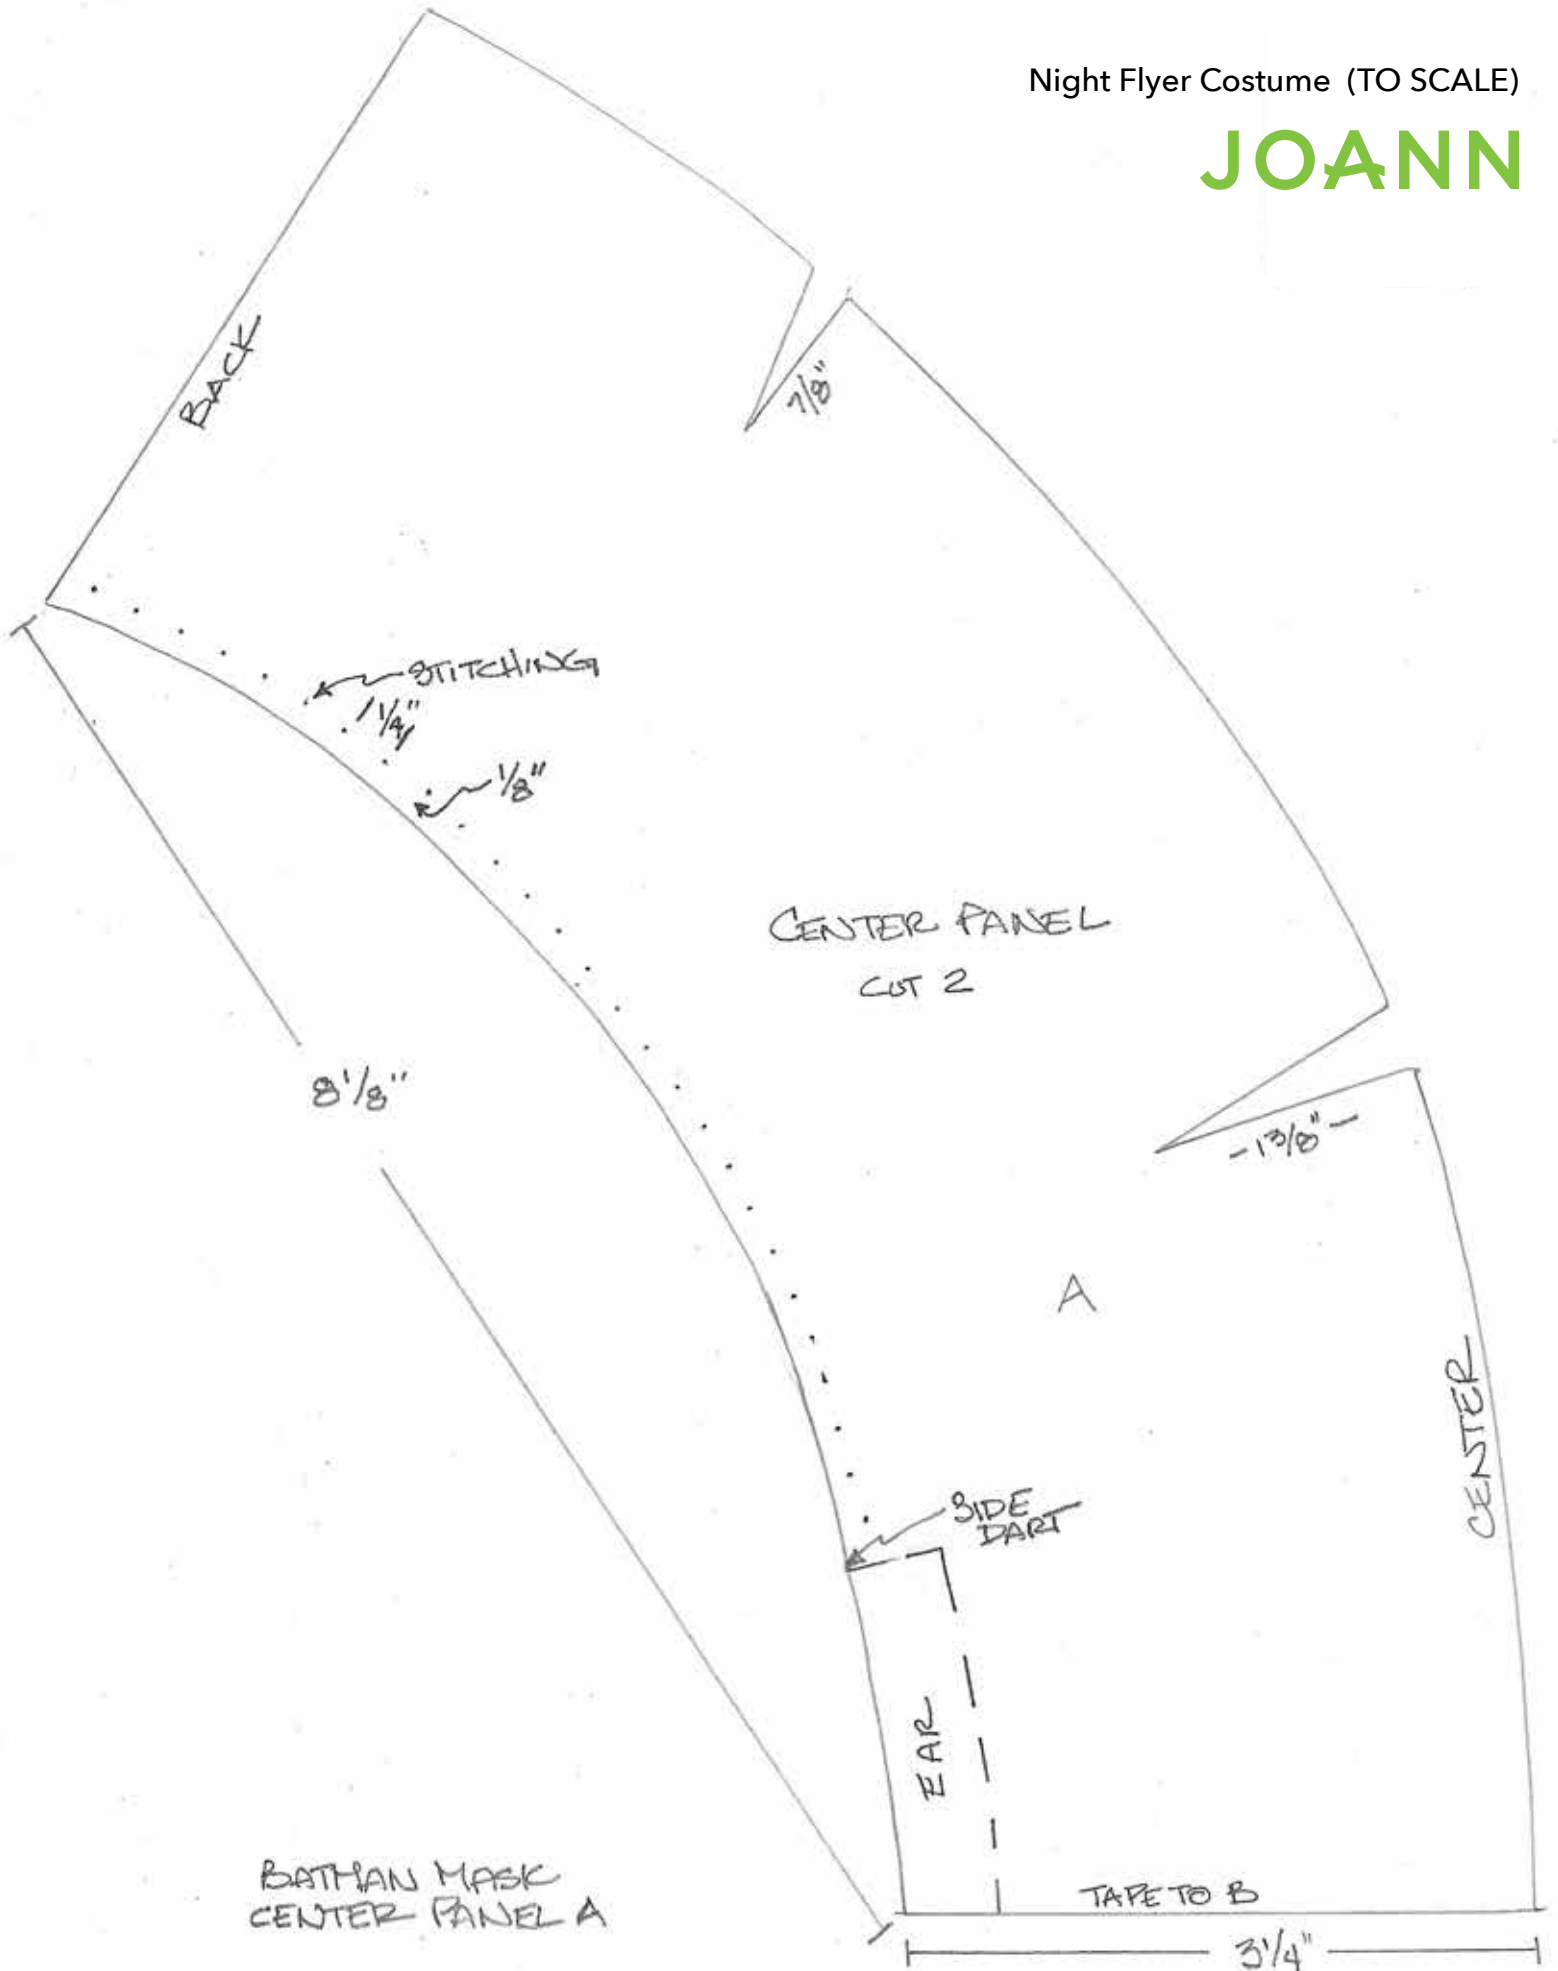 Night Flyer Costume (TO SCALE)
JOANN
BACK
7/8"
STITCHING
1/4"
1/8"
CENTER PANEL
CUT 2
8 1/8"
-1 3/8"-
A
CENTER
SIDE
DART
EAR
BATMAN MASK
CENTER PANEL A
TAPE TO B
3 1/4"